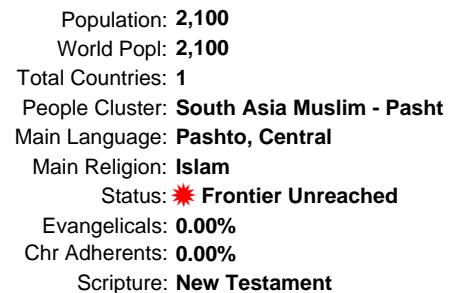 Population: 2,100
World Popl: 2,100
Total Countries: 1
People Cluster: South Asia Muslim - Pasht
Main Language: Pashto, Central
Main Religion: Islam
Status: Frontier Unreached
Evangelicals: 0.00%
Chr Adherents: 0.00%
Scripture: New Testament